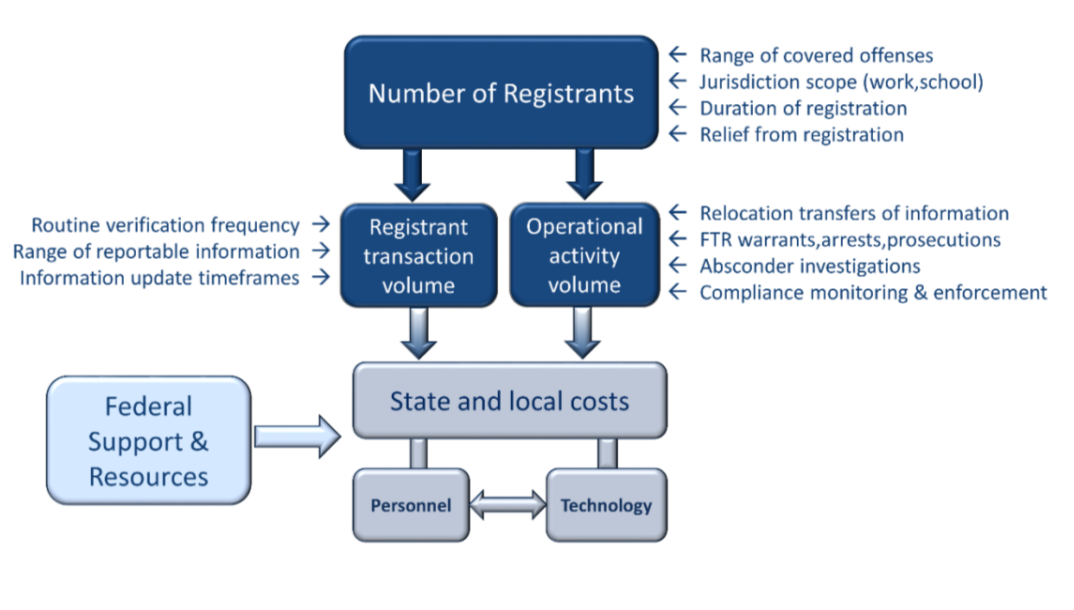 Number of Registrants
← Range of covered offenses
← Jurisdiction scope (work,school)
← Duration of registration
← Relief from registration
Routine verification frequency →
Range of reportable information →
Information update timeframes →
Registrant
transaction
volume
Operational
activity
volume
← Relocation transfers of information
← FTR warrants,arrests,prosecutions
← Absconder investigations
← Compliance monitoring & enforcement
Federal
Support &
Resources
State and local costs
Personnel
Technology